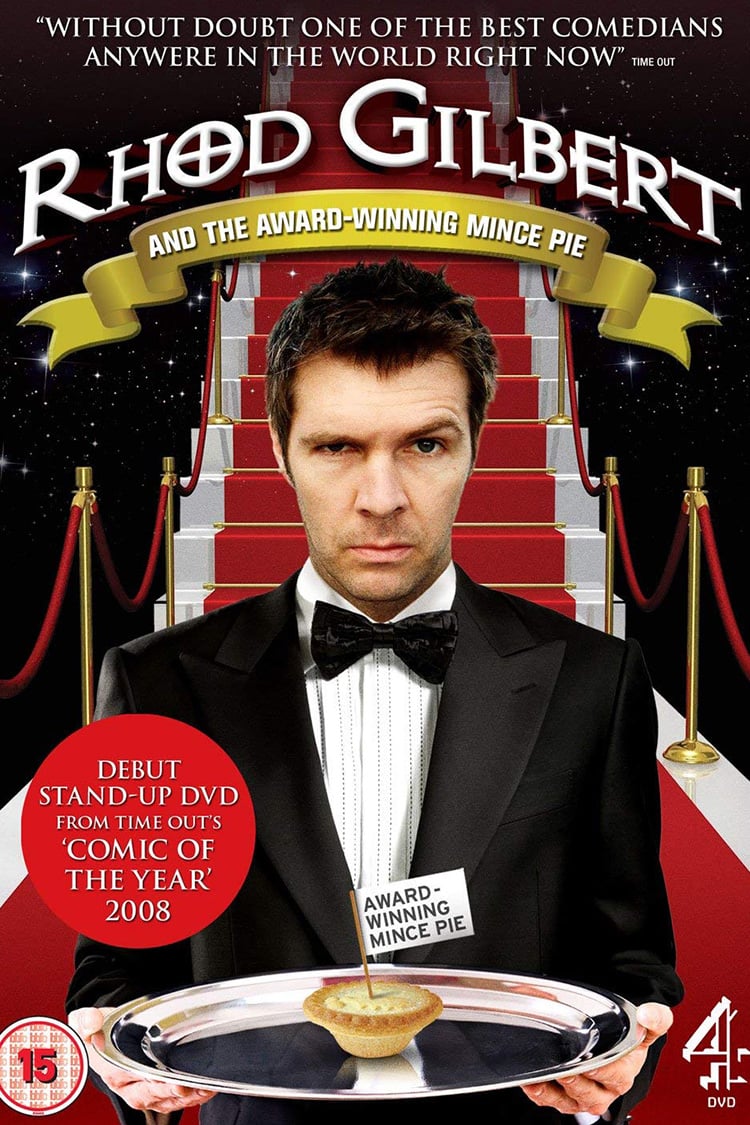 “WITHOUT DOUBT ONE OF THE BEST COMEDIANS
ANYWERE IN THE WORLD RIGHT NOW” TIME OUT
RHOD GILBERT
AND THE AWARD-WINNING MINCE PIE
DEBUT
STAND-UP DVD
FROM TIME OUT'S
‘COMIC OF
THE YEAR’
2008
AWARD-
WINNING
MINCE PIE
15
4
DVD